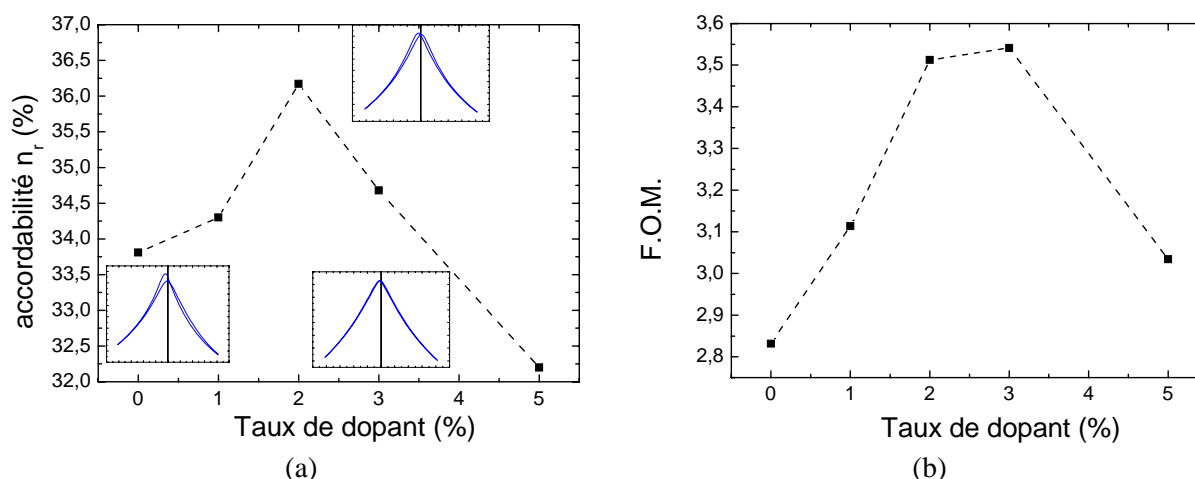 37,0
36,5
36,0
35,5
35,0
34,5
34,0
33,5
33,0
32,5
32,0
accordabilité n_r (%)
0 1 2 3 4 5
Taux de dopant (%)
(a)
3,6
3,5
3,4
3,3
3,2
3,1
3,0
2,9
2,8
F.O.M.
0 1 2 3 4 5
Taux de dopant (%)
(b)